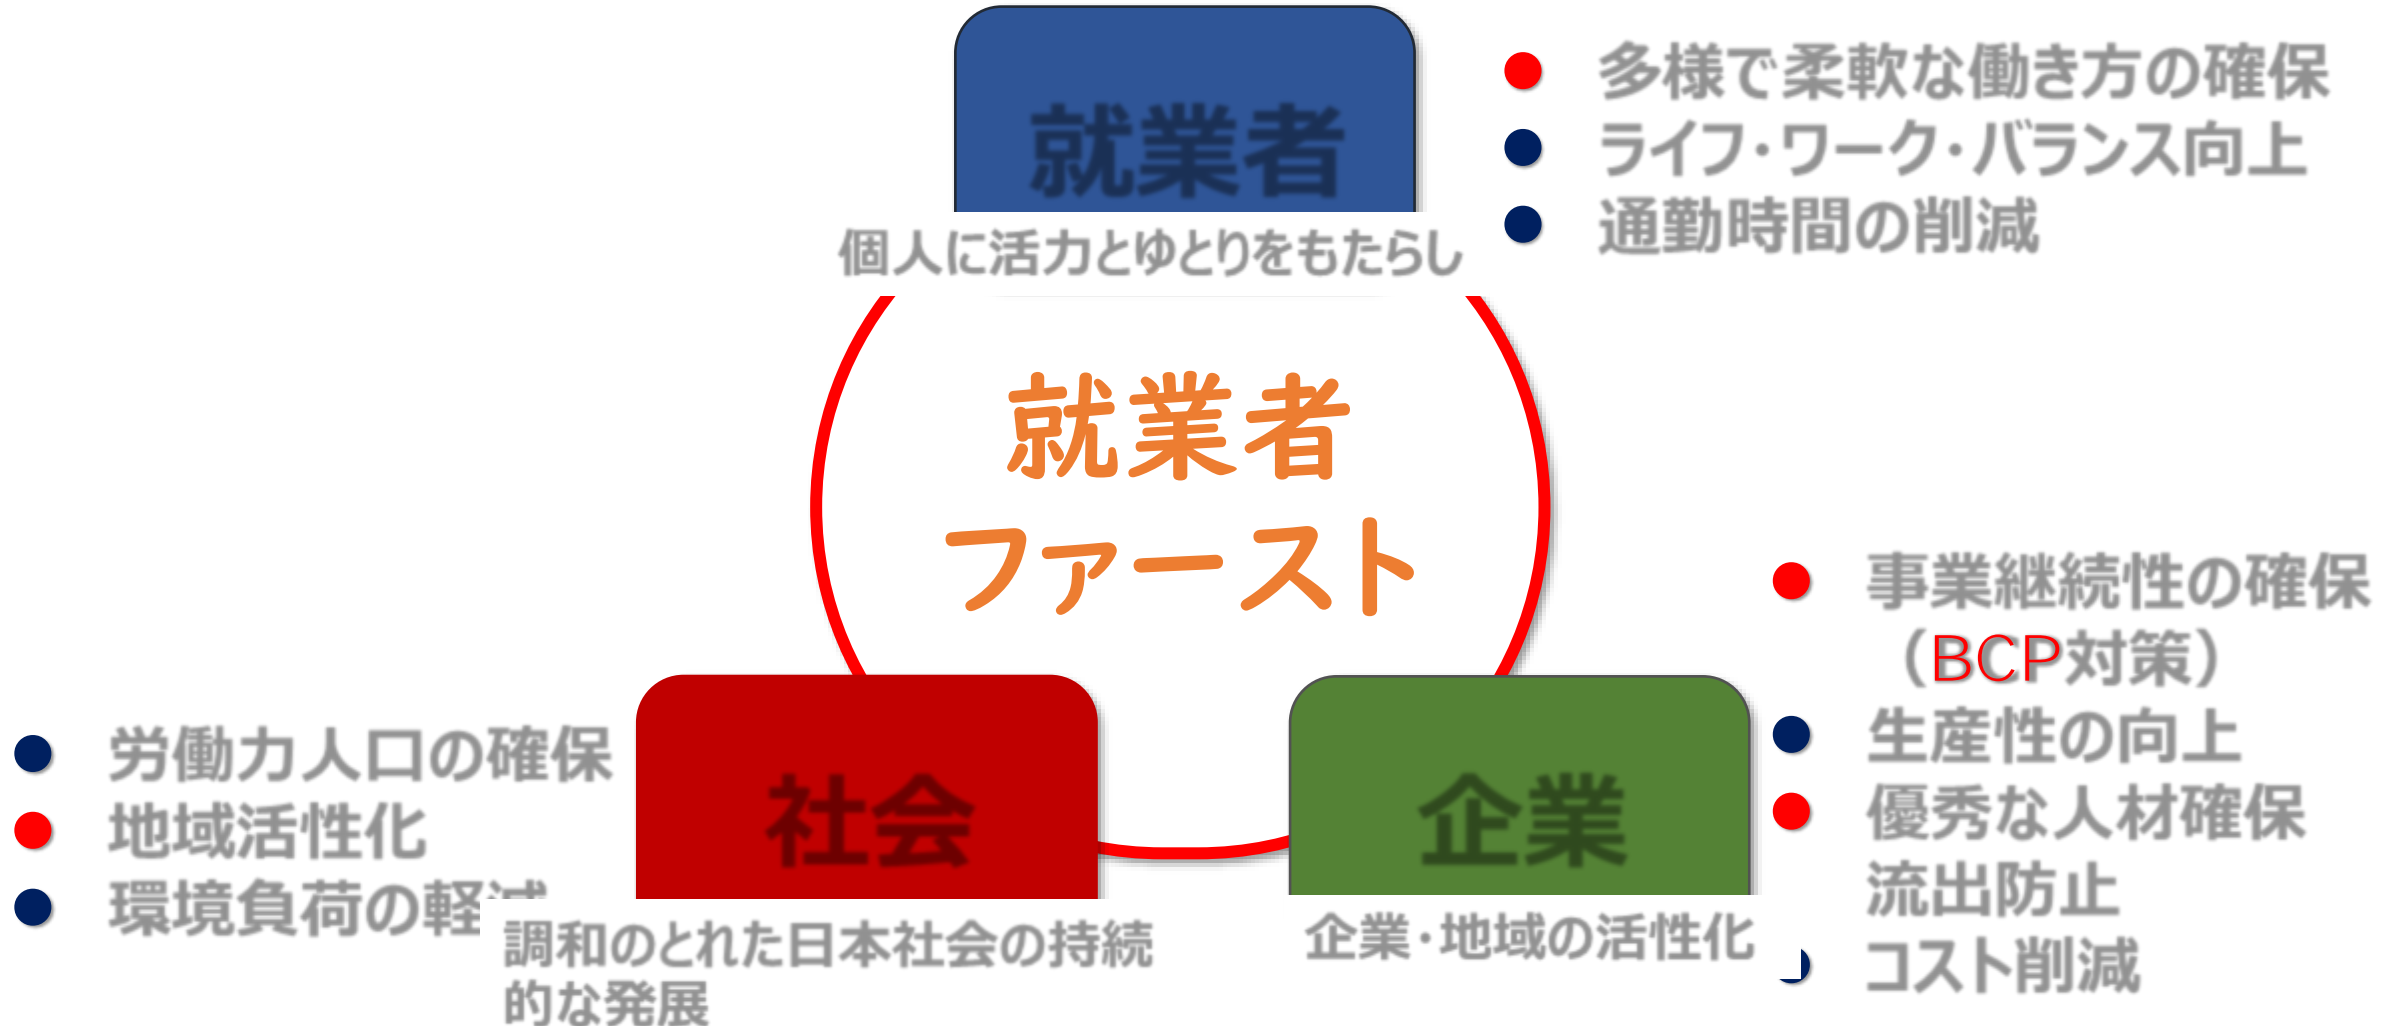 就業者
多様で柔軟な働き方の確保
ライフ・ワーク・バランス向上
通勤時間の削減
個人に活力とゆとりをもたらし
就業者
ファースト
事業継続性の確保
（BCP対策）
生産性の向上
優秀な人材確保
流出防止
コスト削減
労働力人口の確保
地域活性化
環境負荷の軽減
社会
企業
調和のとれた日本社会の持続
的な発展
企業・地域の活性化